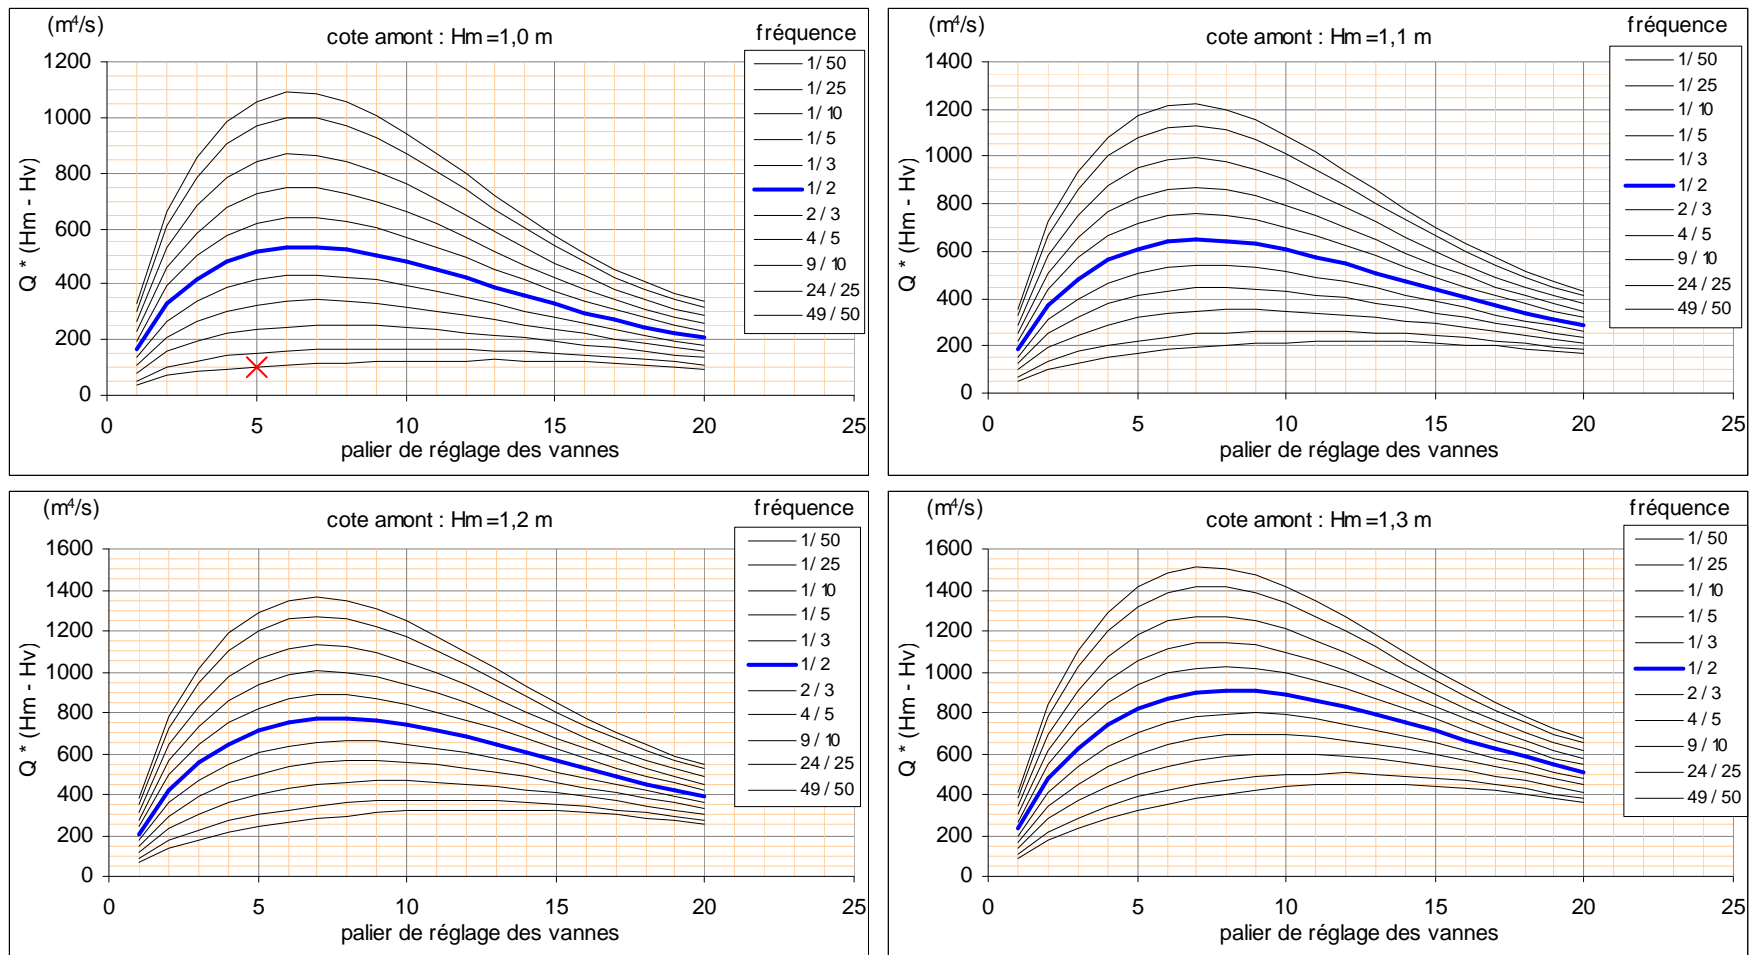 (m⁴/s)
cote amont : Hm =1,0 m
fréquence
1/ 50
1/ 25
1/ 10
1/ 5
1/ 3
1/ 2
2 / 3
4 / 5
9 / 10
24 / 25
49 / 50
Q * (Hm - Hv)
1200
1000
800
600
400
200
0
0 5 10 15 20 25
palier de réglage des vannes
(m⁴/s)
cote amont : Hm =1,1 m
fréquence
1/ 50
1/ 25
1/ 10
1/ 5
1/ 3
1/ 2
2 / 3
4 / 5
9 / 10
24 / 25
49 / 50
Q * (Hm - Hv)
1400
1200
1000
800
600
400
200
0
0 5 10 15 20 25
palier de réglage des vannes
(m⁴/s)
cote amont : Hm =1,2 m
fréquence
1/ 50
1/ 25
1/ 10
1/ 5
1/ 3
1/ 2
2 / 3
4 / 5
9 / 10
24 / 25
49 / 50
Q * (Hm - Hv)
1600
1400
1200
1000
800
600
400
200
0
0 5 10 15 20 25
palier de réglage des vannes
(m⁴/s)
cote amont : Hm =1,3 m
fréquence
1/ 50
1/ 25
1/ 10
1/ 5
1/ 3
1/ 2
2 / 3
4 / 5
9 / 10
24 / 25
49 / 50
Q * (Hm - Hv)
1600
1400
1200
1000
800
600
400
200
0
0 5 10 15 20 25
palier de réglage des vannes